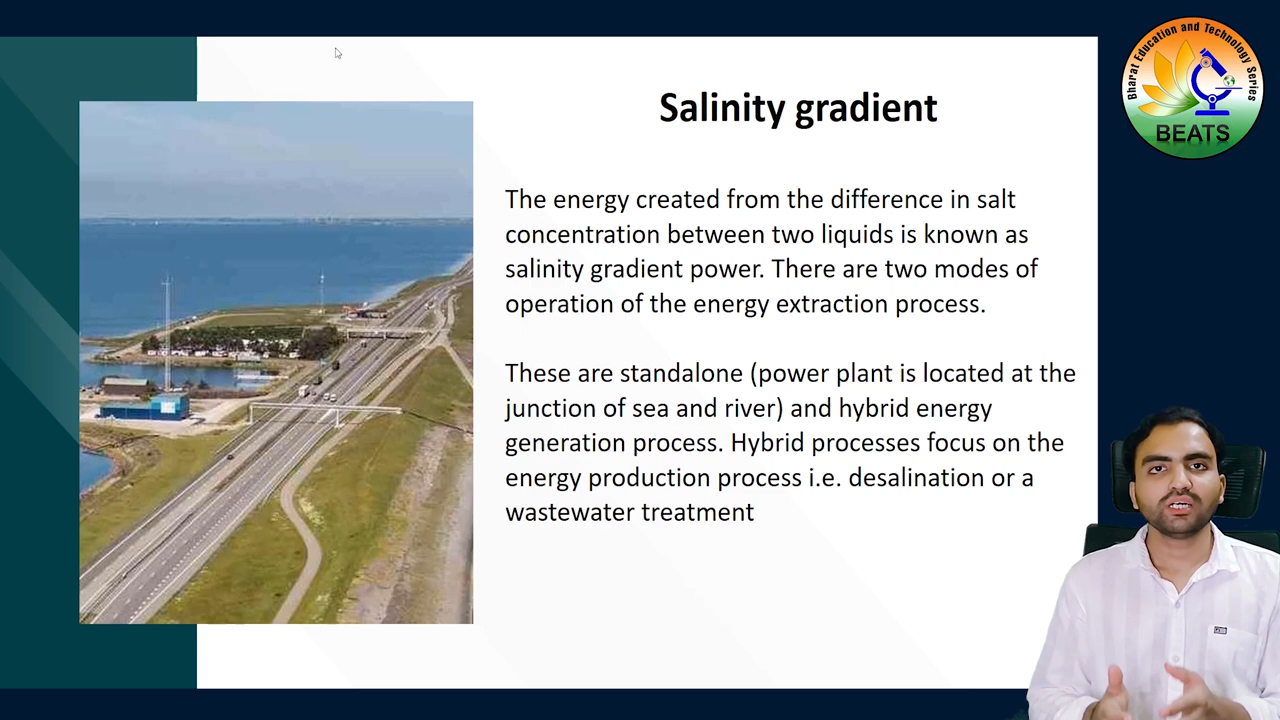 Salinity gradient
The energy created from the difference in salt
concentration between two liquids is known as
salinity gradient power. There are two modes of
operation of the energy extraction process.
These are standalone (power plant is located at the
junction of sea and river) and hybrid energy
generation process. Hybrid processes focus on the
energy production process i.e. desalination or a
wastewater treatment
Bharat Education and Technology Series
BEATS